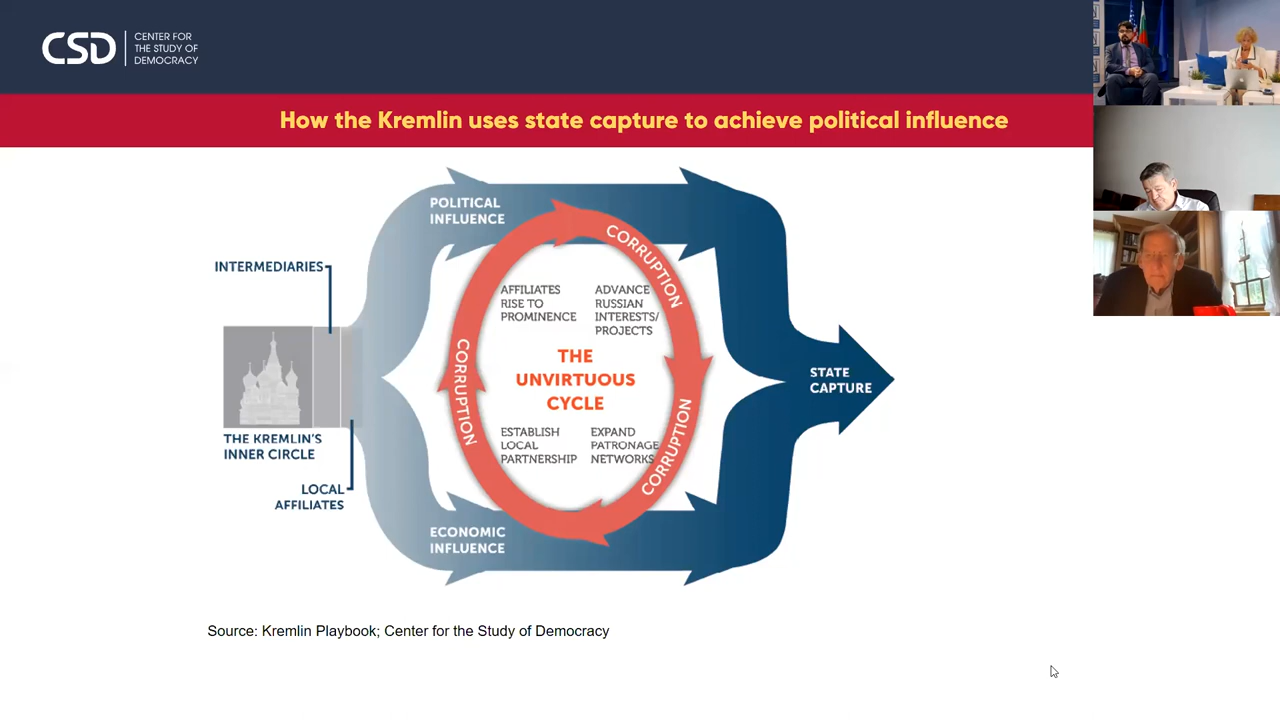 CSD
CENTER FOR
THE STUDY OF
DEMOCRACY
How the Kremlin uses state capture to achieve political influence
POLITICAL
INFLUENCE
INTERMEDIARIES
THE KREMLIN'S
INNER CIRCLE
LOCAL
AFFILIATES
CORRUPTION
CORRUPTION
CORRUPTION
AFFILIATES
RISE TO
PROMINENCE
ADVANCE
RUSSIAN
INTERESTS/
PROJECTS
THE
UNVIRTUOUS
CYCLE
ESTABLISH
LOCAL
PARTNERSHIP
EXPAND
PATRONAGE
NETWORKS
ECONOMIC
INFLUENCE
STATE
CAPTURE
Source: Kremlin Playbook; Center for the Study of Democracy